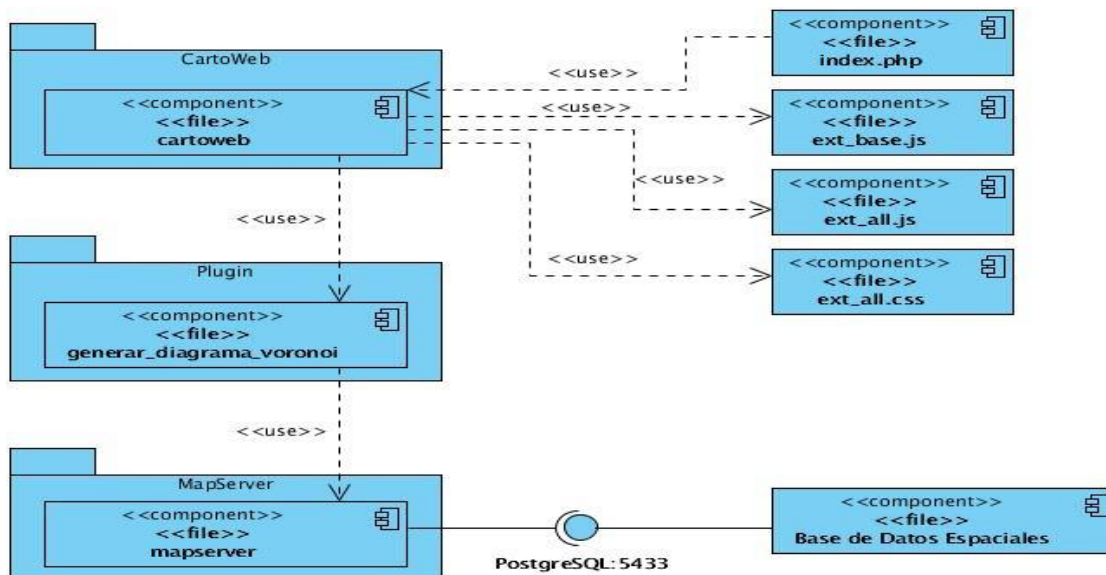 CartoWeb
<<component>>
<<file>>
cartoweb
<<use>>
<<component>>
<<file>>
index.php
<<use>>
<<component>>
<<file>>
ext_base.js
<<use>>
<<component>>
<<file>>
ext_all.js
<<use>>
<<component>>
<<file>>
ext_all.css
<<use>>
Plugin
<<component>>
<<file>>
generar_diagrama_voronoi
<<use>>
MapServer
<<component>>
<<file>>
mapserver
PostgreSQL:5433
<<component>>
<<file>>
Base de Datos Espaciales